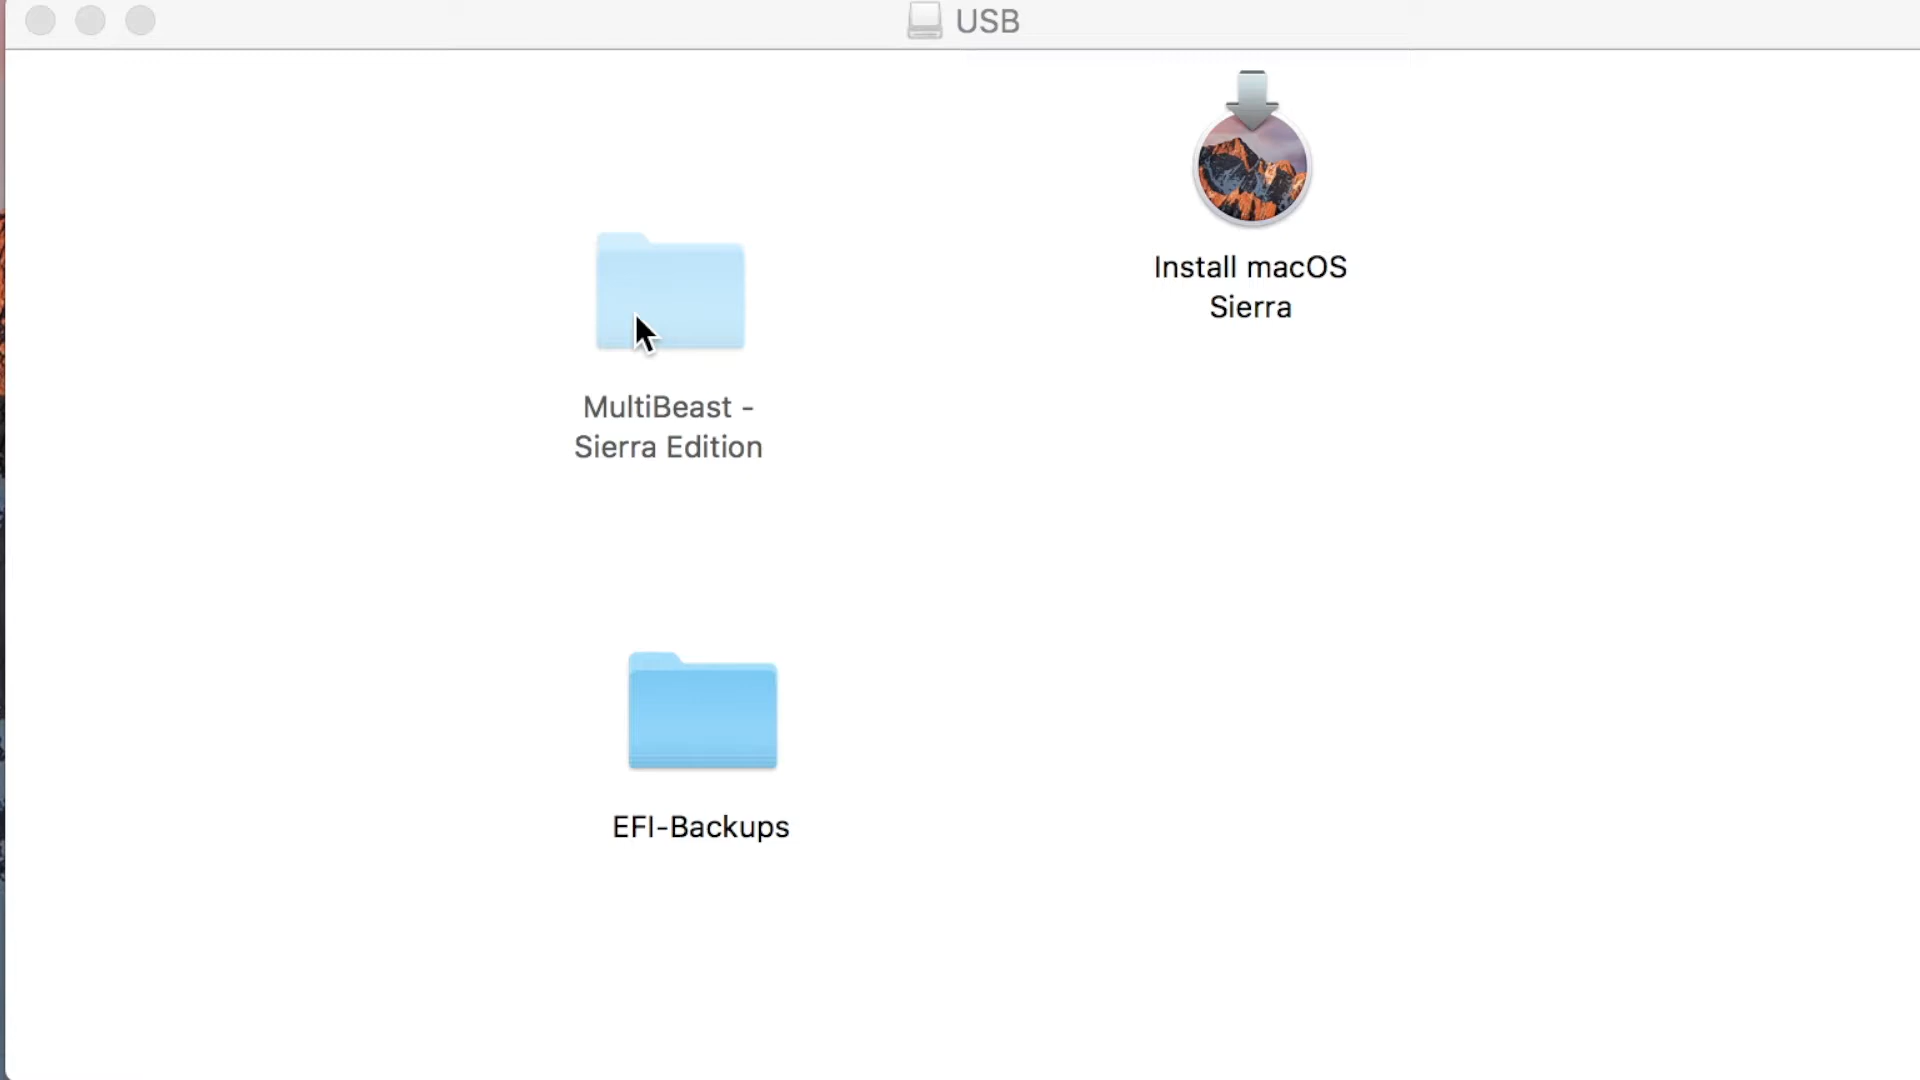 USB
Install macOS
Sierra
MultiBeast -
Sierra Edition
EFI-Backups